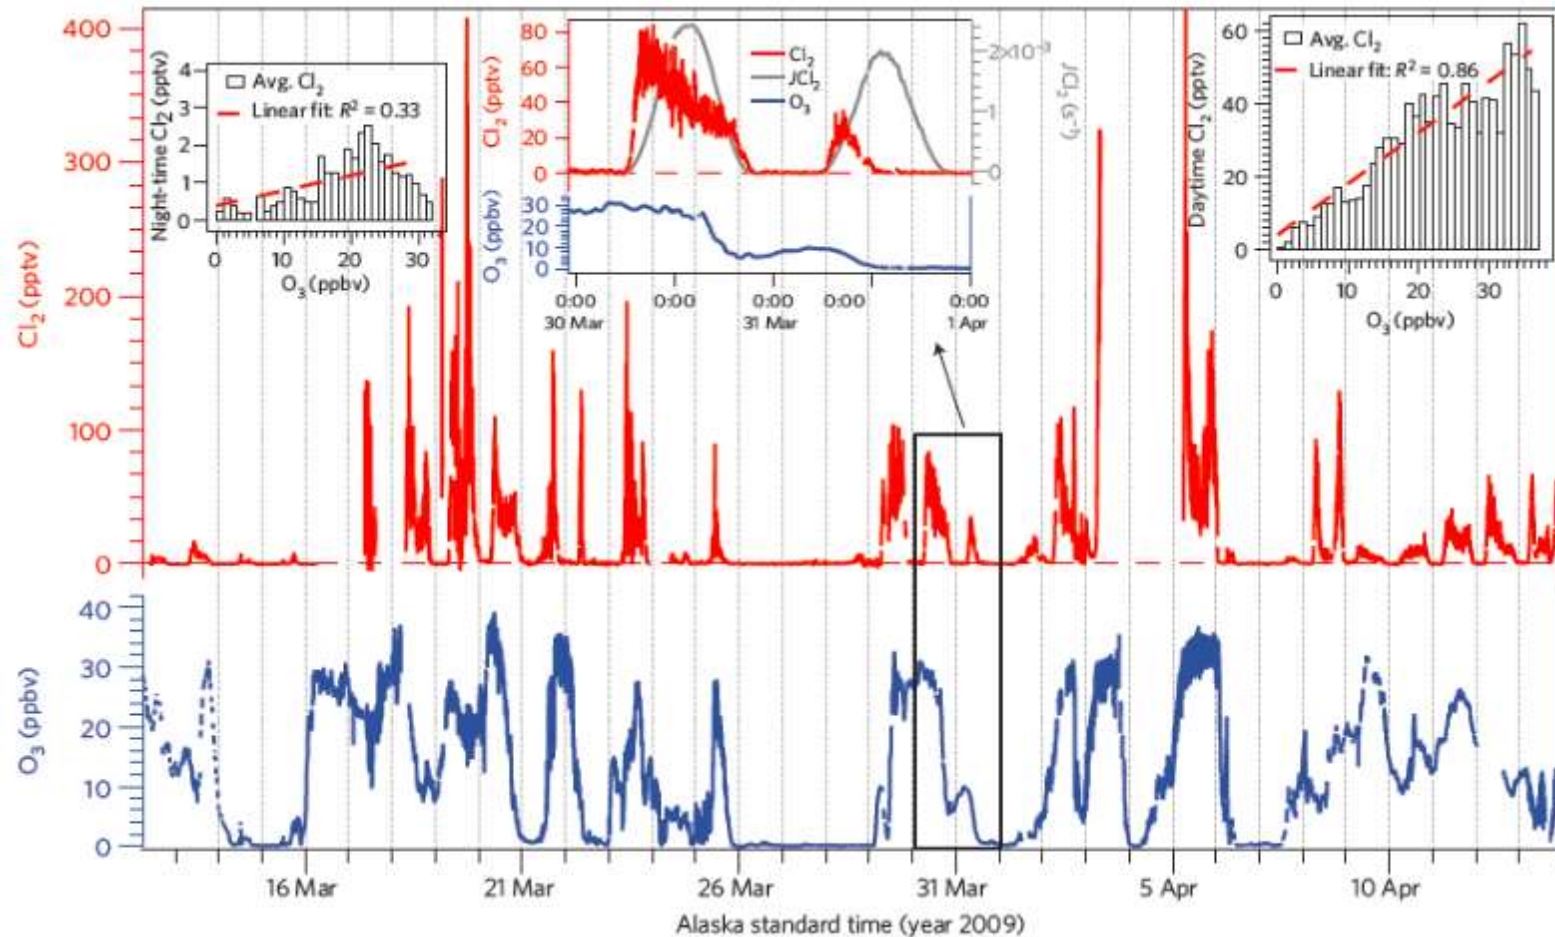 400
300
200
100
0
Cl2 (pptv)
40
30
20
10
0
O3 (ppbv)
16 Mar
21 Mar
26 Mar
31 Mar
5 Apr
10 Apr
Alaska standard time (year 2009)
Night-time Cl2 (pptv)
4
3
2
1
0
Avg. Cl2
Linear fit: R2 = 0.33
0
10
20
30
O3 (ppbv)
Cl2 (pptv)
80
60
40
20
0
Cl2
JCl2
O3
2×10-3
1
0
JCl2 (s-1)
O3 (ppbv)
30
20
10
0
0:00
0:00
0:00
0:00
0:00
30 Mar
31 Mar
1 Apr
Daytime Cl2 (pptv)
60
40
20
0
Avg. Cl2
Linear fit: R2 = 0.86
0
10
20
30
O3 (ppbv)